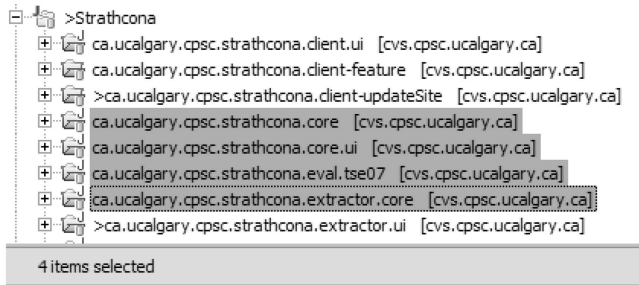 >Strathcona
ca.ucalgary.cpsc.strathcona.client.ui [cvs.cpsc.ucalgary.ca]
ca.ucalgary.cpsc.strathcona.client-feature [cvs.cpsc.ucalgary.ca]
>ca.ucalgary.cpsc.strathcona.client-updateSite [cvs.cpsc.ucalgary.ca]
ca.ucalgary.cpsc.strathcona.core [cvs.cpsc.ucalgary.ca]
ca.ucalgary.cpsc.strathcona.core.ui [cvs.cpsc.ucalgary.ca]
ca.ucalgary.cpsc.strathcona.eval.tse07 [cvs.cpsc.ucalgary.ca]
ca.ucalgary.cpsc.strathcona.extractor.core [cvs.cpsc.ucalgary.ca]
>ca.ucalgary.cpsc.strathcona.extractor.ui [cvs.cpsc.ucalgary.ca]
4 items selected